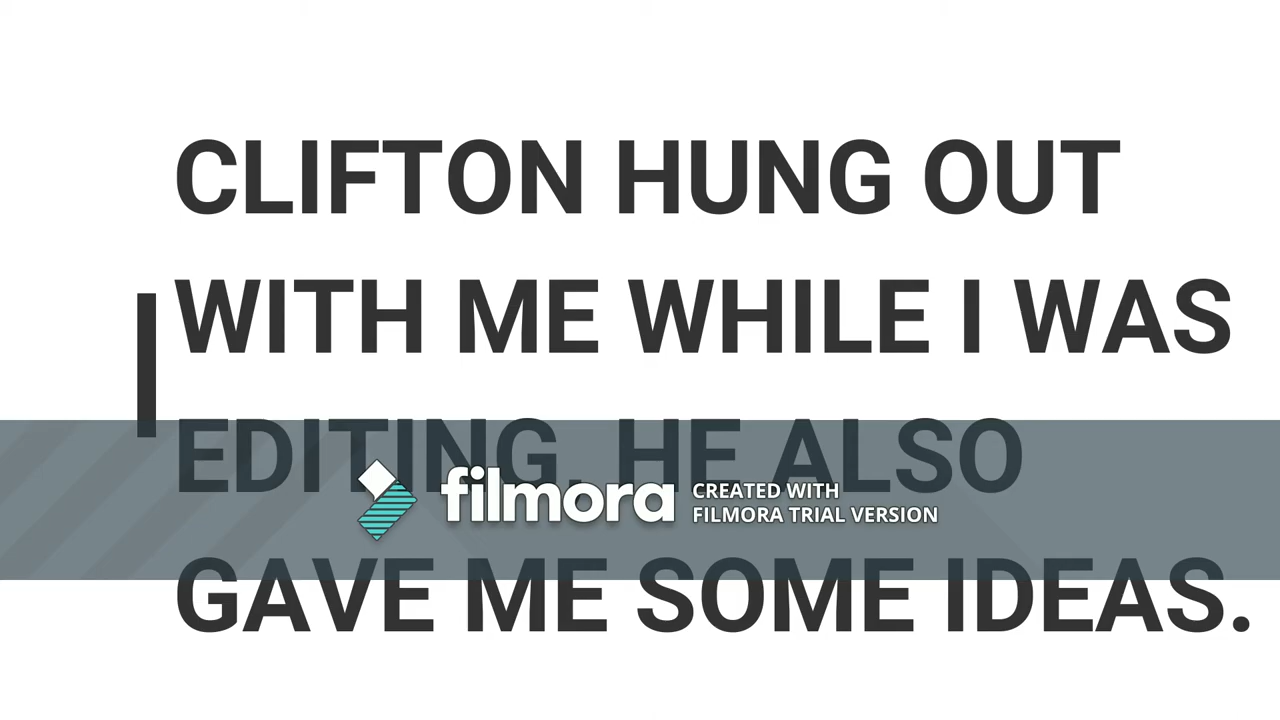 CLIFTON HUNG OUT
WITH ME WHILE I WAS
EDITING. HE ALSO
filmora
CREATED WITH
FILMORA TRIAL VERSION
GAVE ME SOME IDEAS.